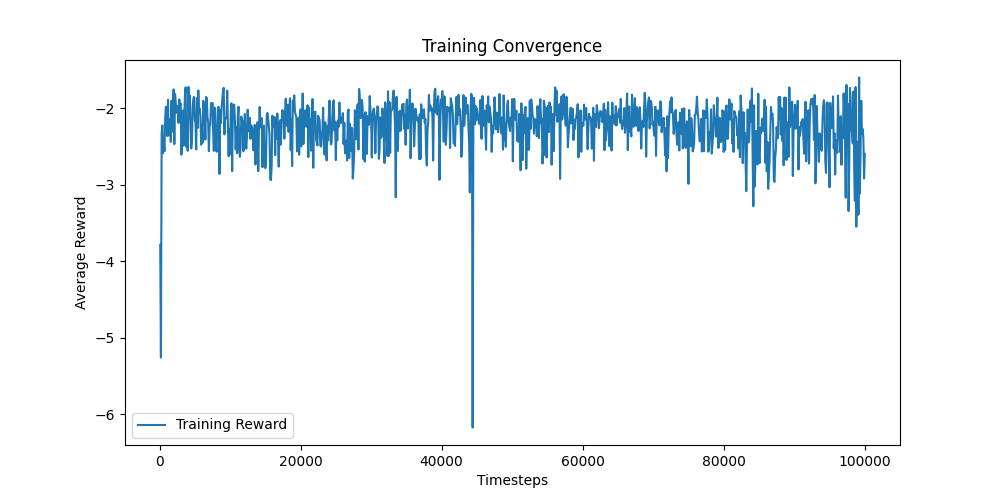 Training Convergence
Average Reward
−2
−3
−4
−5
−6
Training Reward
0 20000 40000 60000 80000 100000
Timesteps